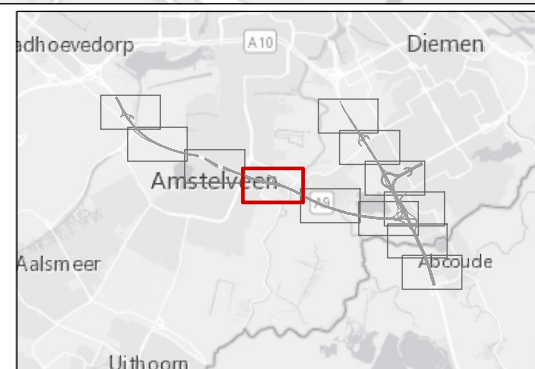 adhoevedorp
A10
Diemen
Amstelveen
A9
Aalsmeer
Abcoude
Uithoorn